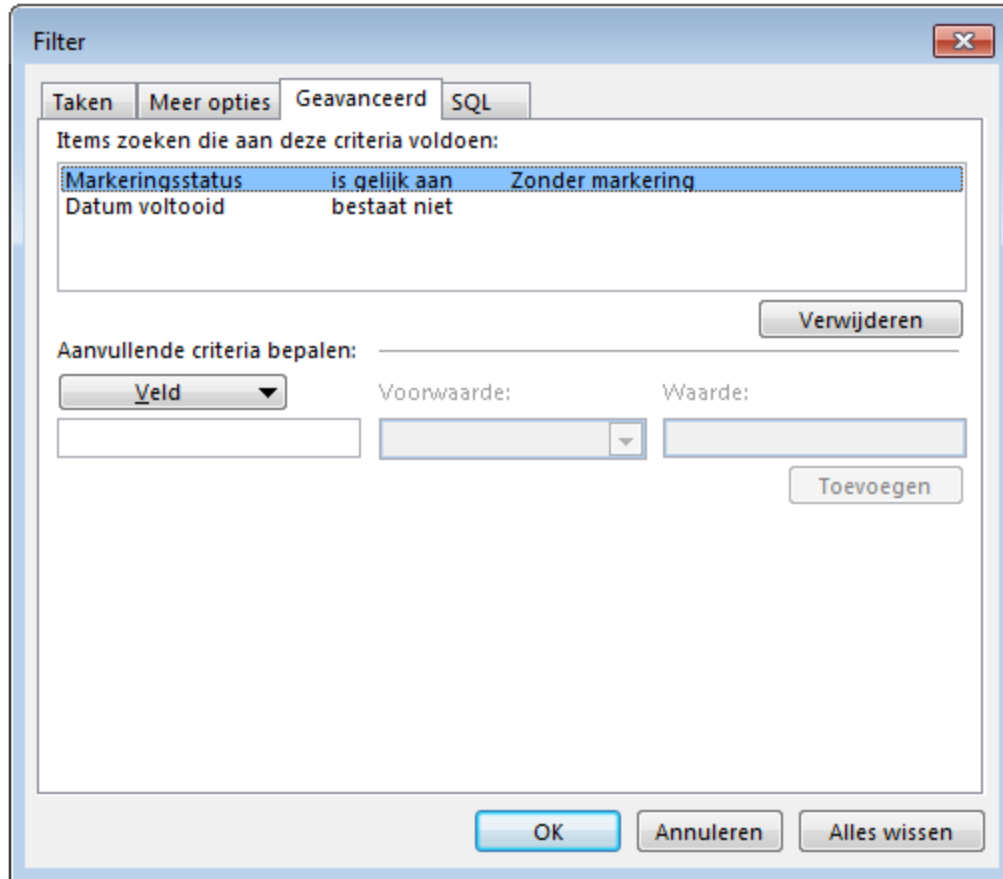 Filter
Taken Meer opties Geavanceerd SQL
Items zoeken die aan deze criteria voldoen:
Markeringsstatus is gelijk aan Zonder markering
Datum voltooid bestaat niet
Verwijderen
Aanvullende criteria bepalen:
Veld Voorwaarde: Waarde:
Toevoegen
OK Annuleren Alles wissen